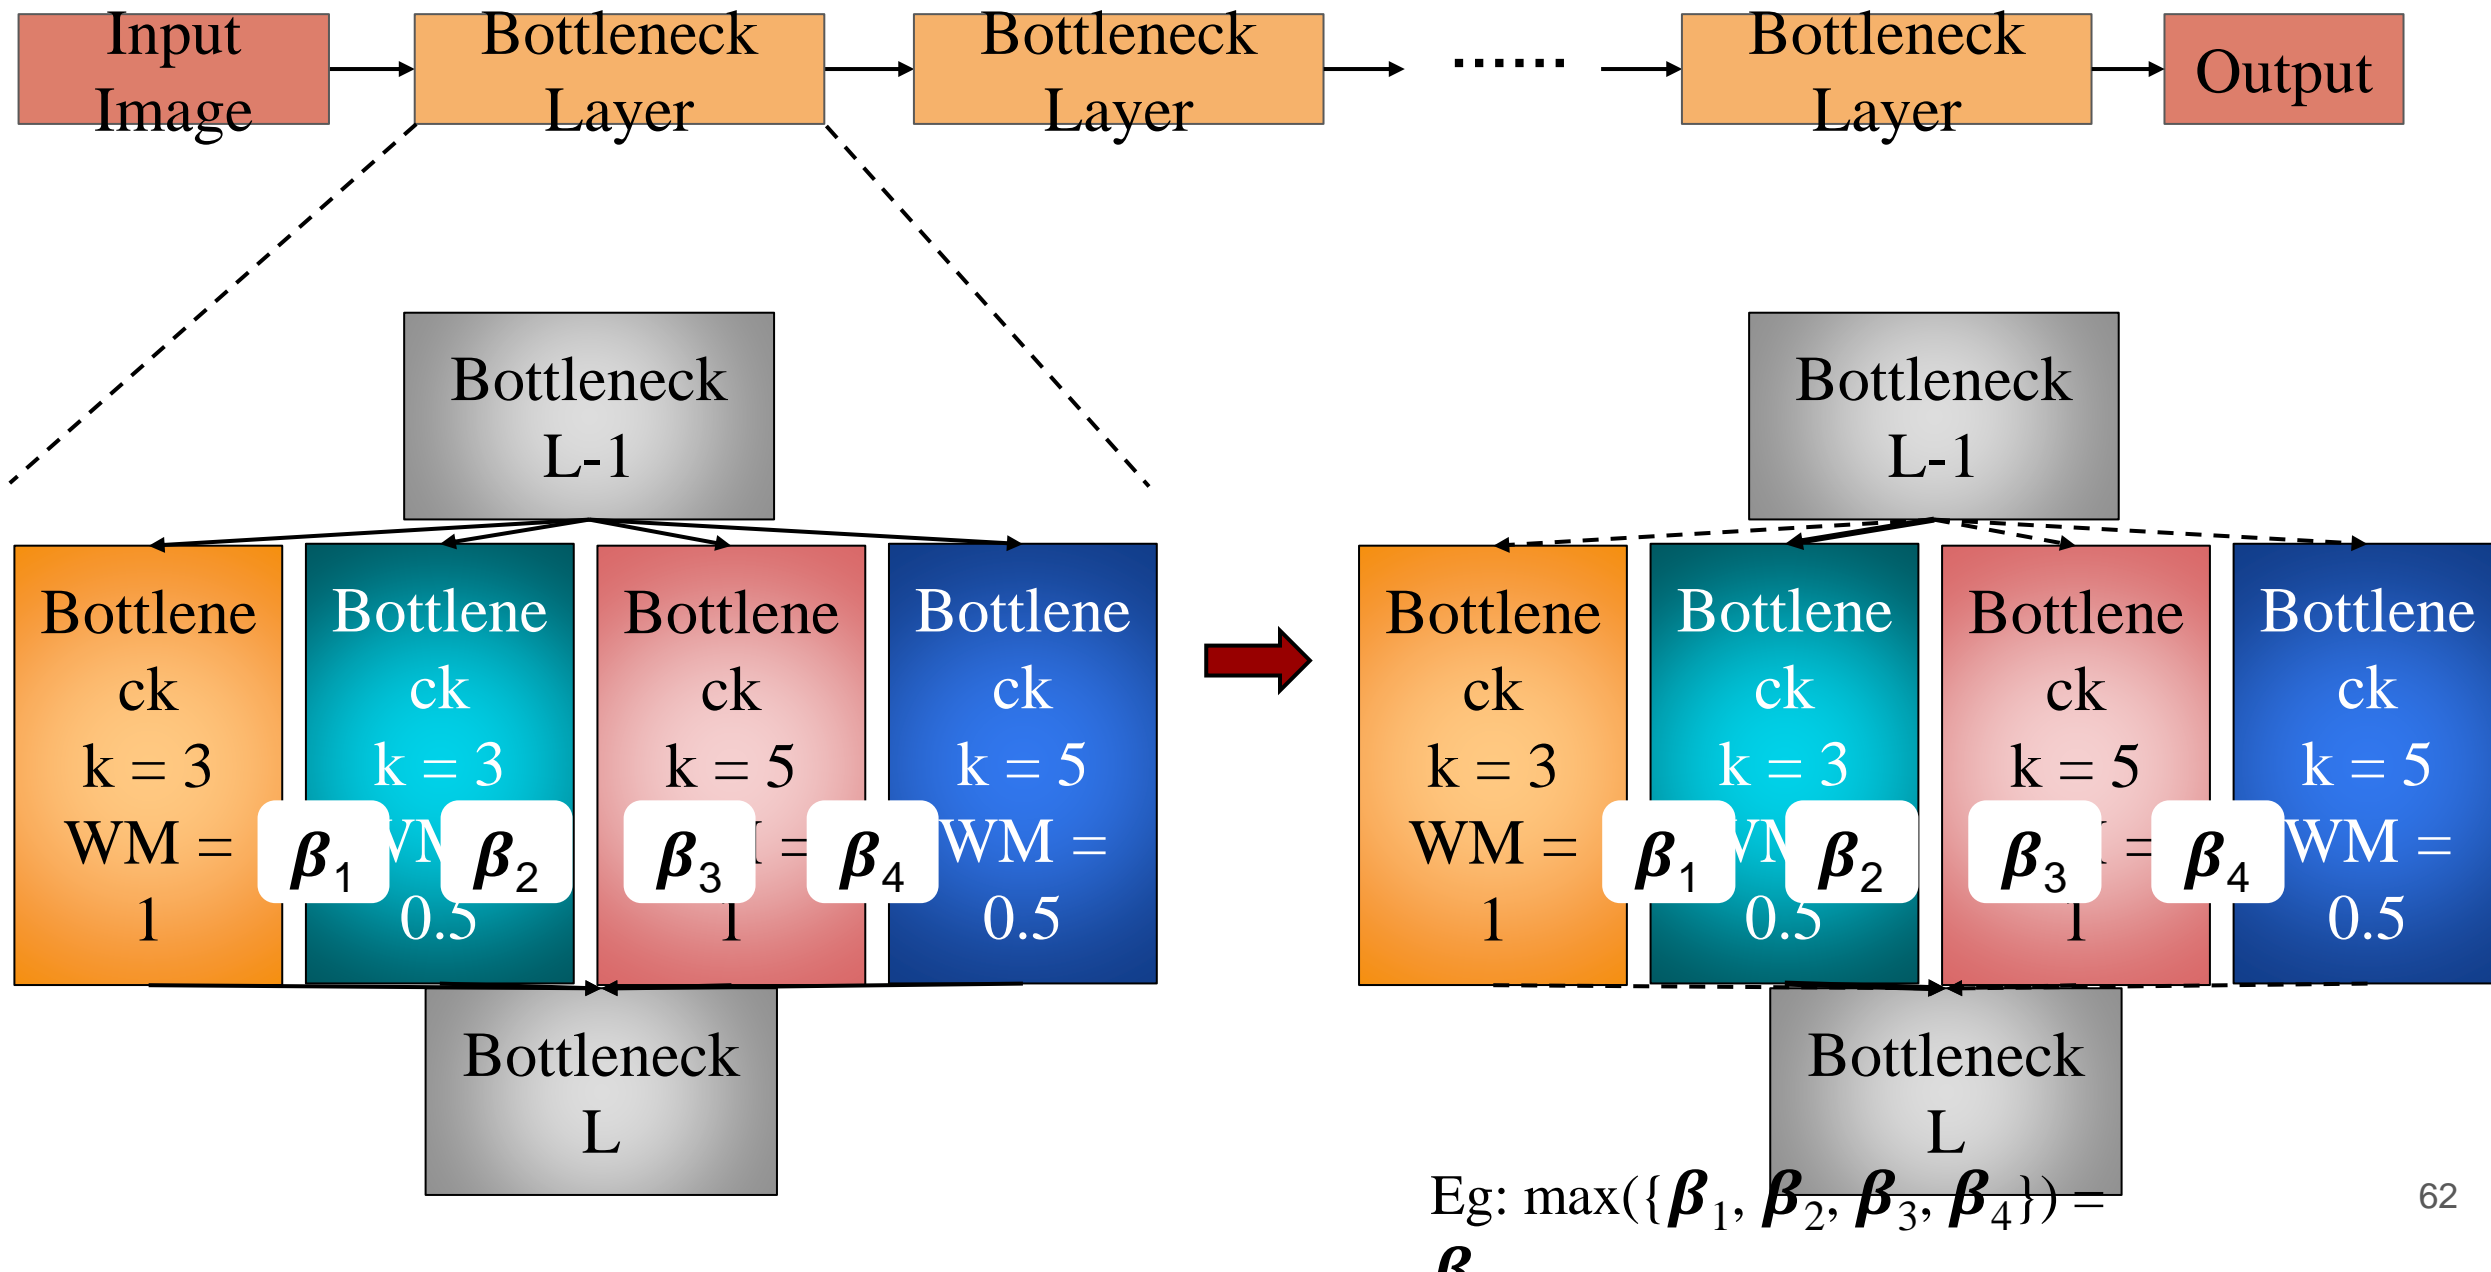 Input
Image
Bottleneck
Layer
Bottleneck
Layer
......
Bottleneck
Layer
Output
Bottleneck
L-1
Bottlene
ck
k = 3
WM =
1
Bottlene
ck
k = 3
0.5
Bottlene
ck
k = 5
=
1
Bottlene
ck
k = 5
WM =
0.5
β1
β2
β3
β4
Bottleneck
L
Bottleneck
L-1
Bottlene
ck
k = 3
WM =
1
Bottlene
ck
k = 3
0.5
Bottlene
ck
k = 5
=
1
Bottlene
ck
k = 5
WM =
0.5
β1
β2
β3
β4
Bottleneck
L
Eg: max({β1, β2, β3, β4}) =
β
62